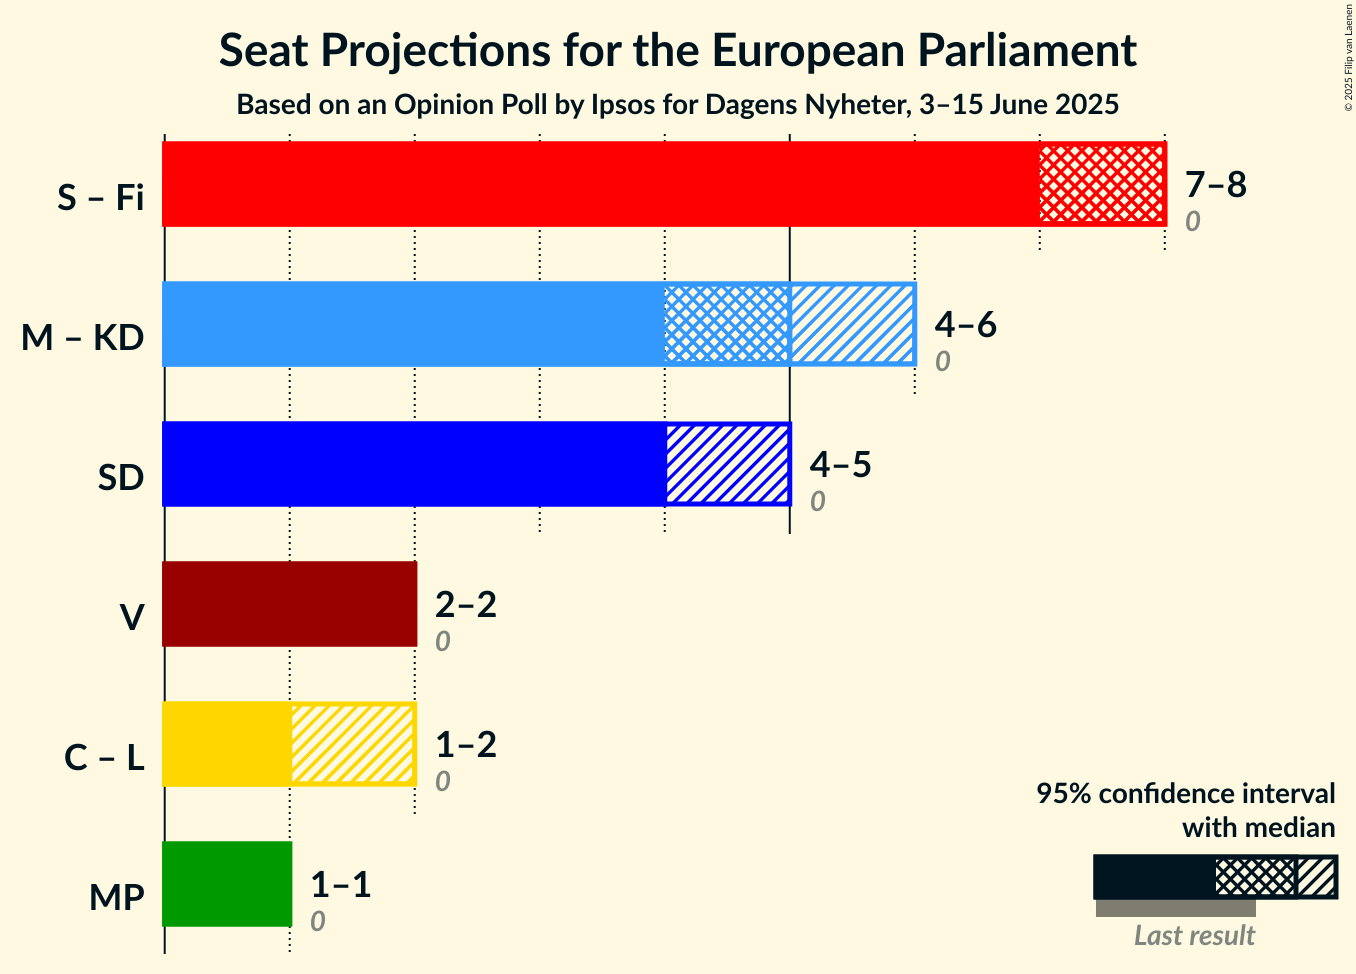 Seat Projections for the European Parliament
Based on an Opinion Poll by Ipsos for Dagens Nyheter, 3–15 June 2025
© 2025 Filip van Laenen
S – Fi
7–8
0
M – KD
4–6
0
SD
4–5
0
V
2–2
0
C – L
1–2
0
MP
1–1
0
95% confidence interval
with median
Last result